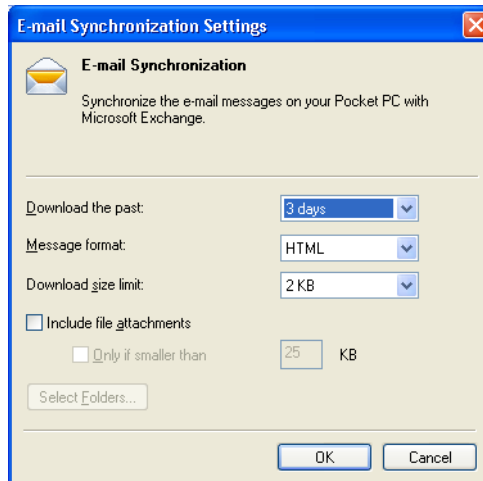 E-mail Synchronization Settings
E-mail Synchronization
Synchronize the e-mail messages on your Pocket PC with
Microsoft Exchange.
Download the past: 3 days
Message format: HTML
Download size limit: 2 KB
Include file attachments
Only if smaller than 25 KB
Select Folders...
OK Cancel